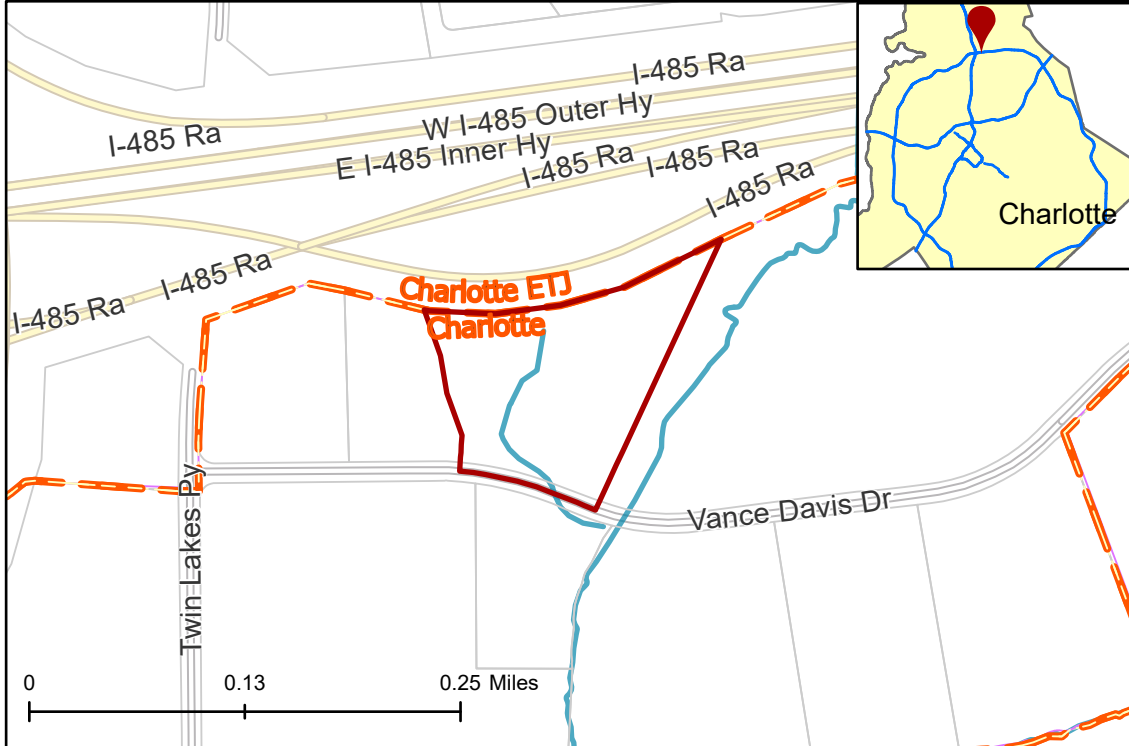 I-485 Ra
W I-485 Outer Hy
I-485 Ra
E I-485 Inner Hy
I-485 Ra
I-485 Ra
I-485 Ra
I-485 Ra
I-485 Ra
Charlotte
Charlotte ETJ
Charlotte
Vance Davis Dr
Twin Lakes Py
0 0.13 0.25 Miles